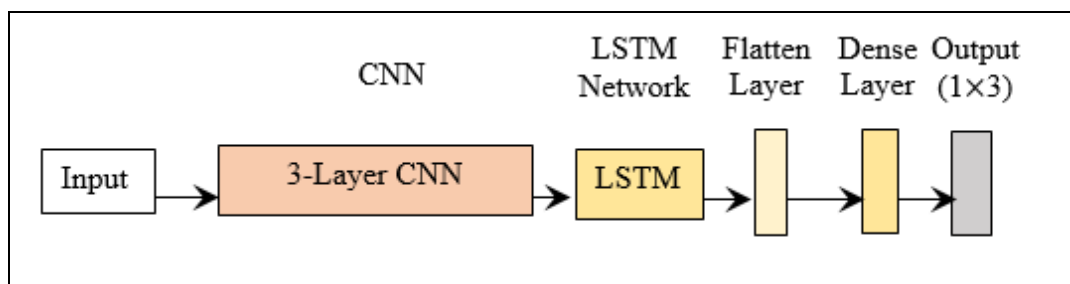 CNN
LSTM
Network
Flatten
Layer
Dense
Layer
Output
(1×3)
Input
3-Layer CNN
LSTM